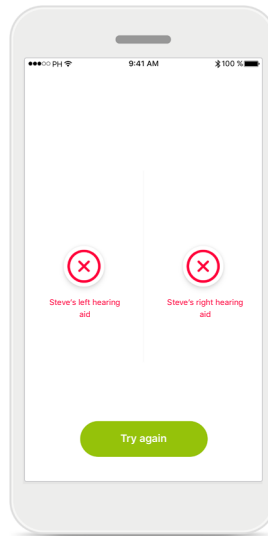 PH 9:41 AM 100 %
Steve's left hearing
aid
Steve's right hearing
aid
Try again